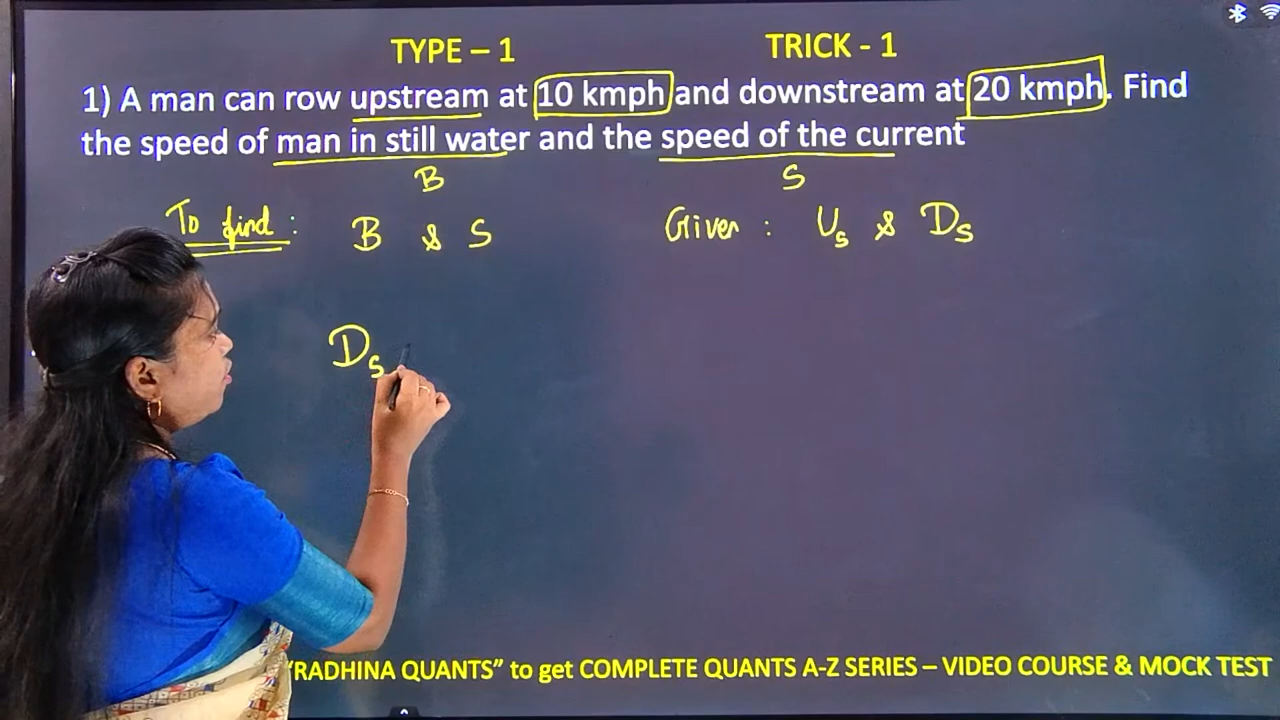 TYPE – 1 TRICK - 1
1) A man can row upstream at 10 kmph and downstream at 20 kmph. Find
the speed of man in still water and the speed of the current
B S
To find : B & S Given : Us & Ds
Ds
"RADHINA QUANTS" to get COMPLETE QUANTS A-Z SERIES – VIDEO COURSE & MOCK TEST